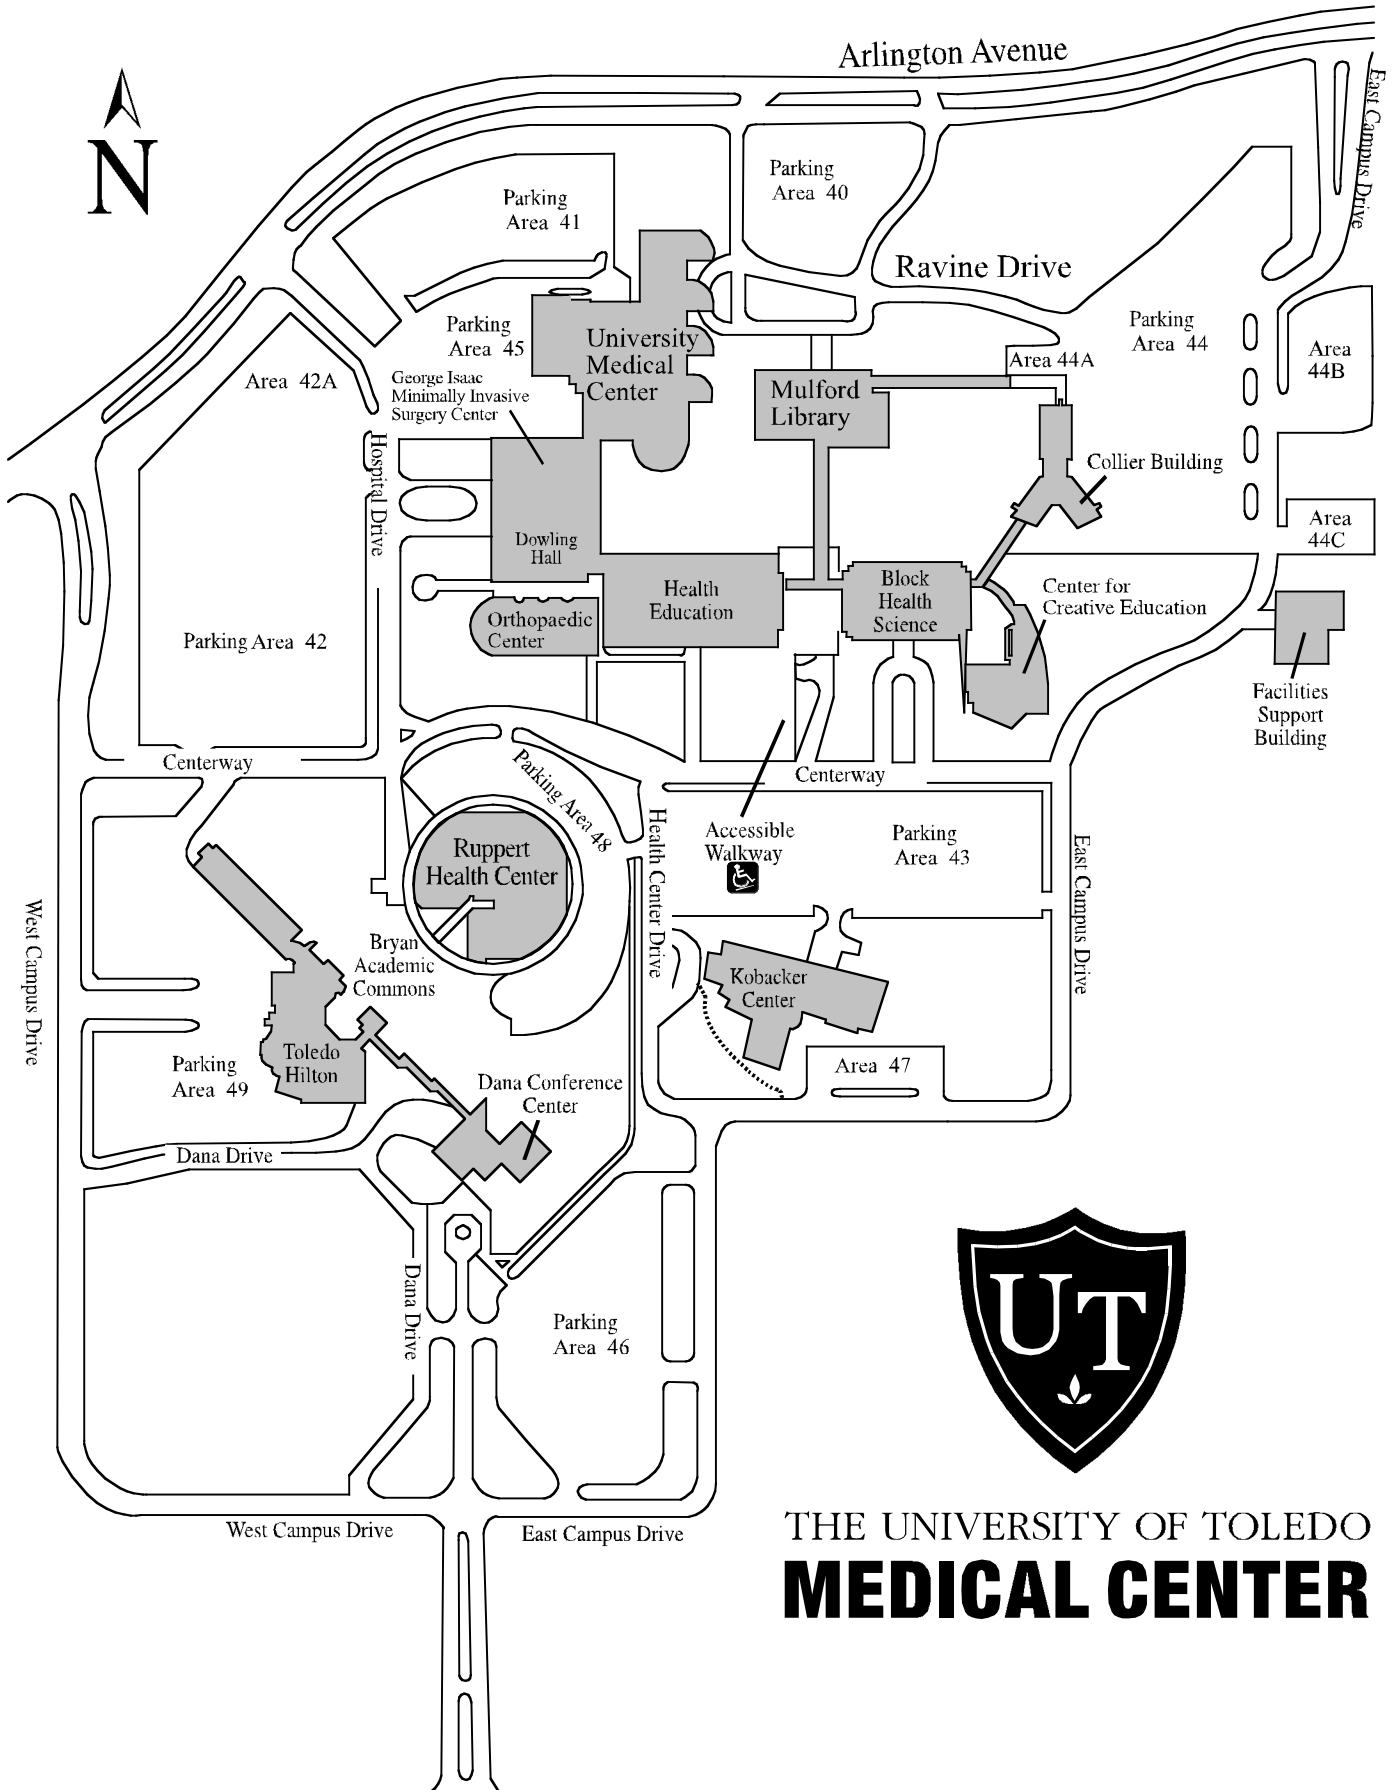 Arlington Avenue
East Campus Drive
N
Parking
Area 40
Parking
Area 41
Ravine Drive
Parking
Area 45
University
Medical
Center
Parking
Area 44
Area
44B
Area 44A
Area 42A
George Isaac
Minimally Invasive
Surgery Center
Mulford
Library
Hospital Drive
Collier Building
Area
44C
Dowling
Hall
Health
Education
Block
Health
Science
Center for
Creative Education
Orthopaedic
Center
Parking Area 42
Facilities
Support
Building
Centerway
Parking Area 48
Centerway
Health Center Drive
Accessible
Walkway
Parking
Area 43
East Campus Drive
Ruppert
Health Center
West Campus Drive
Bryan
Academic
Commons
Kobacker
Center
Toledo
Hilton
Parking
Area 49
Area 47
Dana Conference
Center
Dana Drive
Dana Drive
Parking
Area 46
UT
West Campus Drive
East Campus Drive
THE UNIVERSITY OF TOLEDO
MEDICAL CENTER